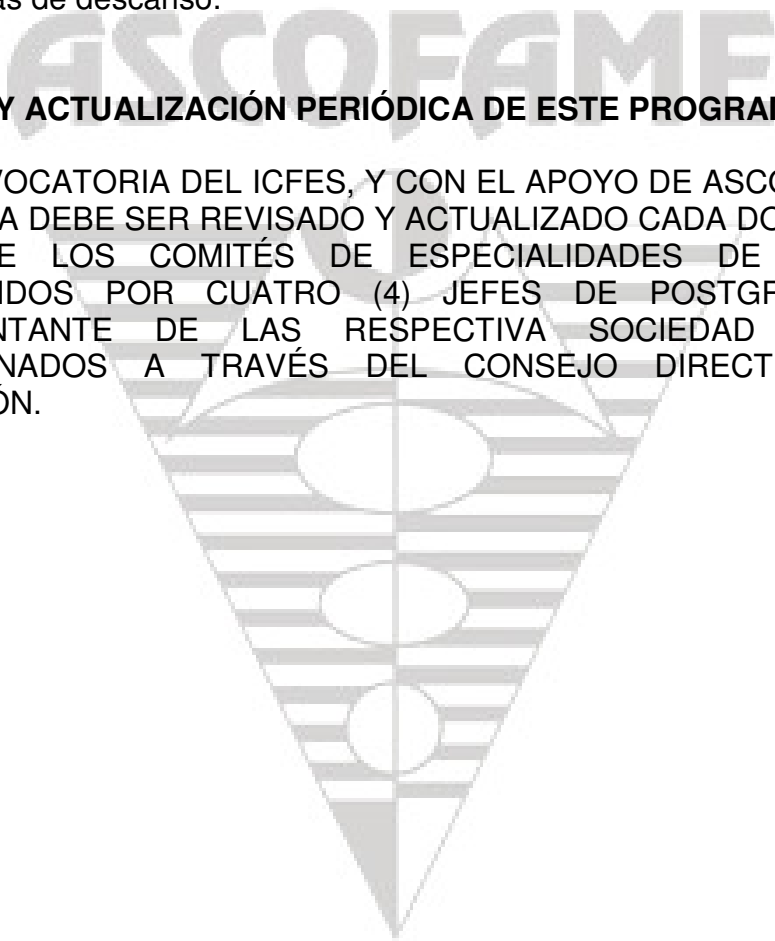 as de descanso.
ASCOFAME
Y ACTUALIZACIÓN PERIÓDICA DE ESTE PROGRA
VOCATORIA DEL ICFES, Y CON EL APOYO DE ASCO
A DEBE SER REVISADO Y ACTUALIZADO CADA DO
E LOS COMITÉS DE ESPECIALIDADES DE
IDOS POR CUATRO (4) JEFES DE POSTGR
NTANTE DE LAS RESPECTIVA SOCIEDAD
NADOS A TRAVÉS DEL CONSEJO DIRECT
ÓN.